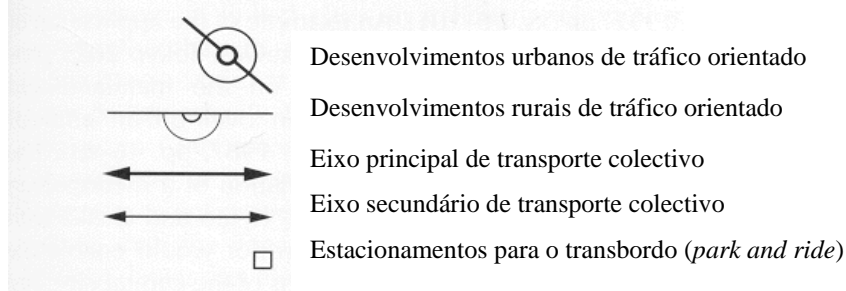 Desenvolvimentos urbanos de tráfico orientado
Desenvolvimentos rurais de tráfico orientado
Eixo principal de transporte colectivo
Eixo secundário de transporte colectivo
Estacionamentos para o transbordo (park and ride)